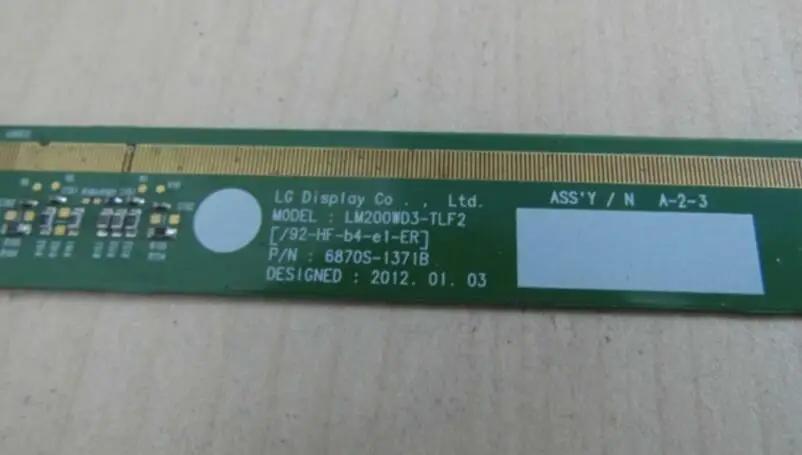 LG Display Co . , Ltd.
MODEL : LM200WD3-TLF2
[/92-HF-b4-e1-ER]
P/N : 6870S-1371B
DESIGNED : 2012. 01. 03
ASS'Y / N A-2-3